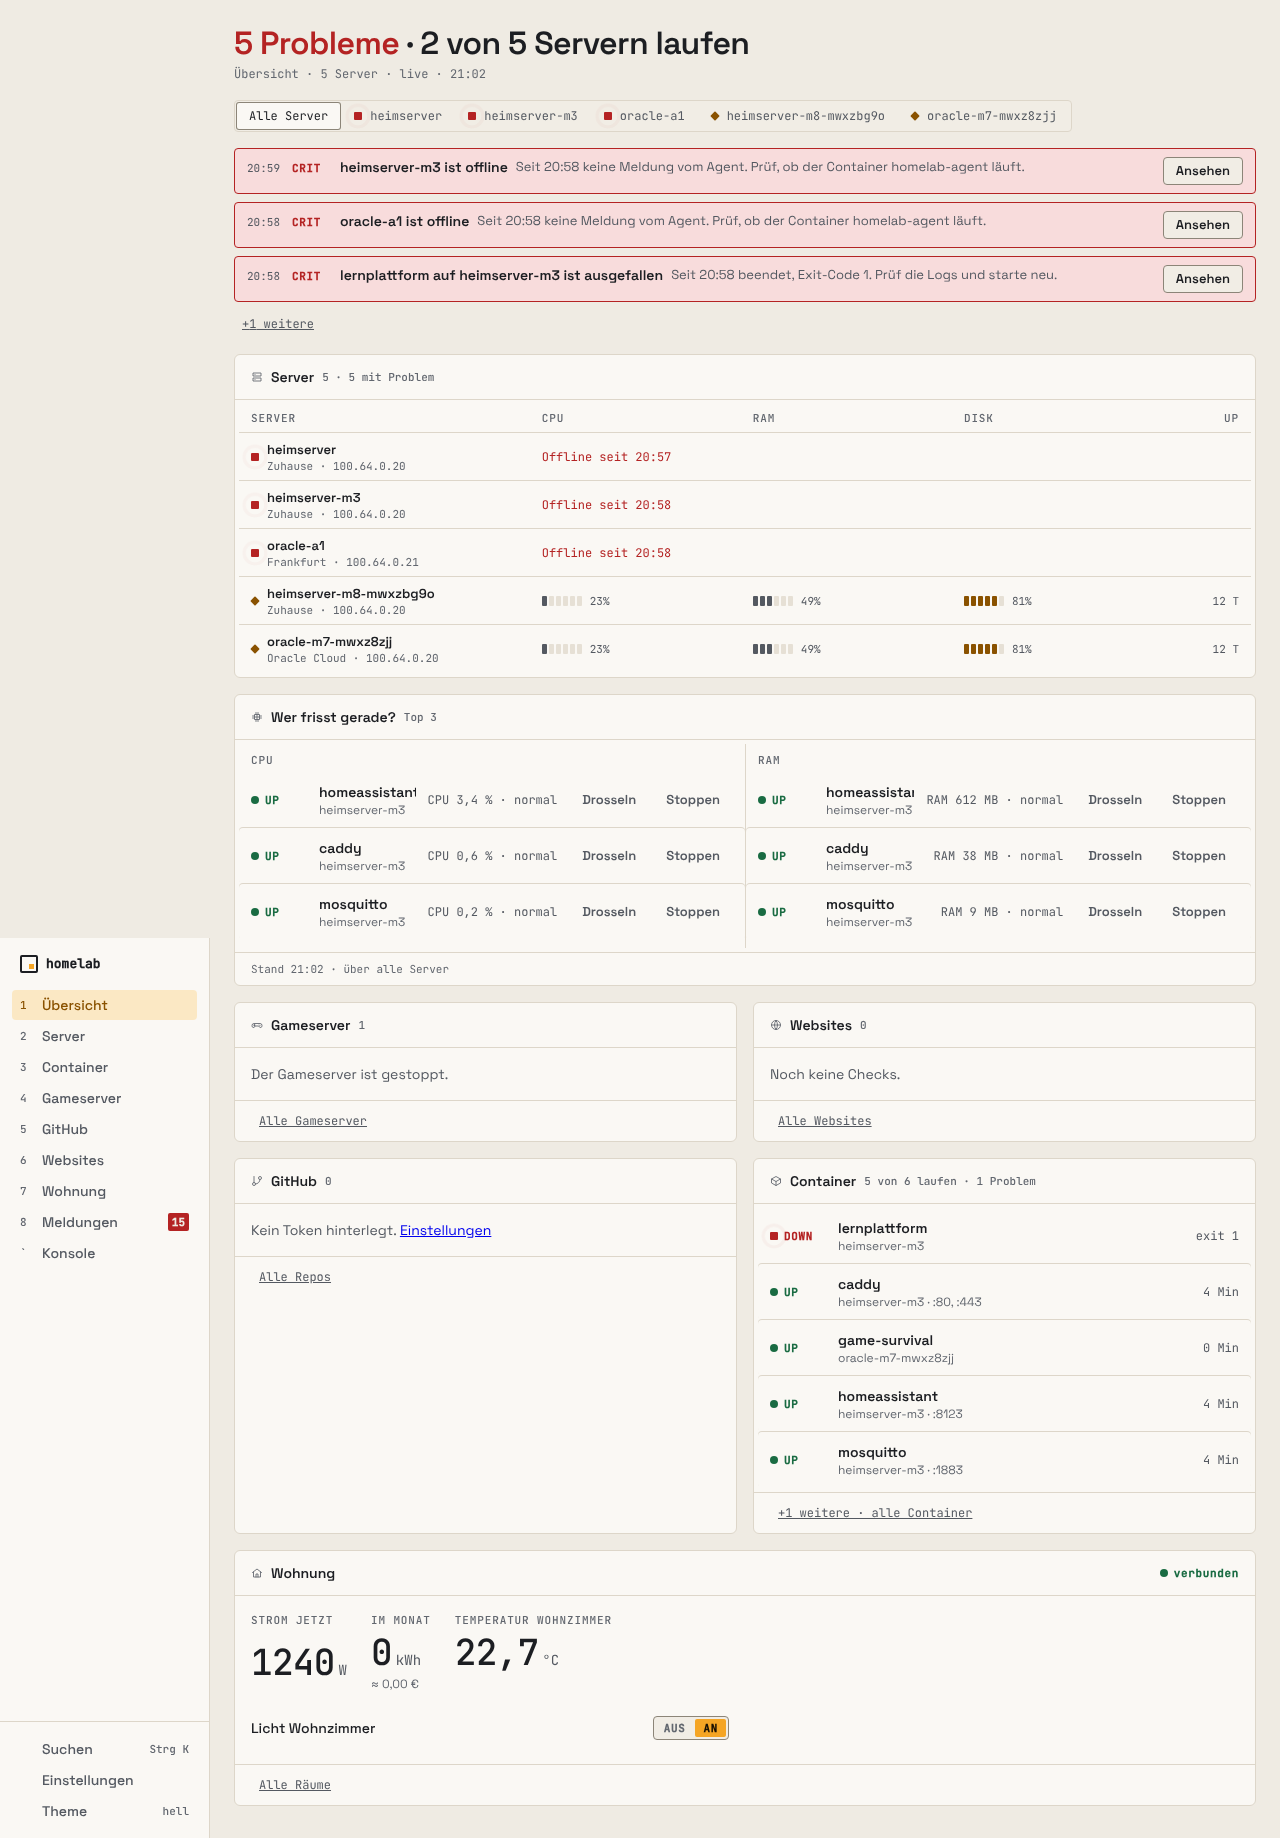 5 Probleme · 2 von 5 Servern laufen
Übersicht · 5 Server · live · 21:02
Alle Server heimserver heimserver-m3 oracle-a1 heimserver-m8-mwxzbg9o oracle-m7-mwxz8zjj
20:59 CRIT heimserver-m3 ist offline Seit 20:58 keine Meldung vom Agent. Prüf, ob der Container homelab-agent läuft. Ansehen
20:58 CRIT oracle-a1 ist offline Seit 20:58 keine Meldung vom Agent. Prüf, ob der Container homelab-agent läuft. Ansehen
20:58 CRIT lernplattform auf heimserver-m3 ist ausgefallen Seit 20:58 beendet, Exit-Code 1. Prüf die Logs und starte neu. Ansehen
+1 weitere
Server 5 · 5 mit Problem
SERVER CPU RAM DISK UP
heimserver
Zuhause · 100.64.0.20
Offline seit 20:57
heimserver-m3
Zuhause · 100.64.0.20
Offline seit 20:58
oracle-a1
Frankfurt · 100.64.0.21
Offline seit 20:58
heimserver-m8-mwxzbg9o
Zuhause · 100.64.0.20
23% 49% 81% 12 T
oracle-m7-mwxz8zjj
Oracle Cloud · 100.64.0.20
23% 49% 81% 12 T
Wer frisst gerade? Top 3
CPU
UP homeassistant CPU 3,4 % · normal Drosseln Stoppen
heimserver-m3
UP caddy CPU 0,6 % · normal Drosseln Stoppen
heimserver-m3
UP mosquitto CPU 0,2 % · normal Drosseln Stoppen
heimserver-m3
RAM
UP homeassistan RAM 612 MB · normal Drosseln Stoppen
heimserver-m3
UP caddy RAM 38 MB · normal Drosseln Stoppen
heimserver-m3
UP mosquitto RAM 9 MB · normal Drosseln Stoppen
heimserver-m3
Stand 21:02 · über alle Server
homelab
1 Übersicht
2 Server
3 Container
4 Gameserver
5 GitHub
6 Websites
7 Wohnung
8 Meldungen 15
` Konsole
Suchen Strg K
Einstellungen
Theme hell
Gameserver 1
Der Gameserver ist gestoppt.
Alle Gameserver
Websites 0
Noch keine Checks.
Alle Websites
GitHub 0
Kein Token hinterlegt. Einstellungen
Alle Repos
Container 5 von 6 laufen · 1 Problem
DOWN lernplattform exit 1
heimserver-m3
UP caddy 4 Min
heimserver-m3 · :80, :443
UP game-survival 0 Min
oracle-m7-mwxz8zjj
UP homeassistant 4 Min
heimserver-m3 · :8123
UP mosquitto 4 Min
heimserver-m3 · :1883
+1 weitere · alle Container
Wohnung verbunden
STROM JETZT IM MONAT TEMPERATUR WOHNZIMMER
1240 W 0 kWh 22,7 °C
≈ 0,00 €
Licht Wohnzimmer AUS AN
Alle Räume